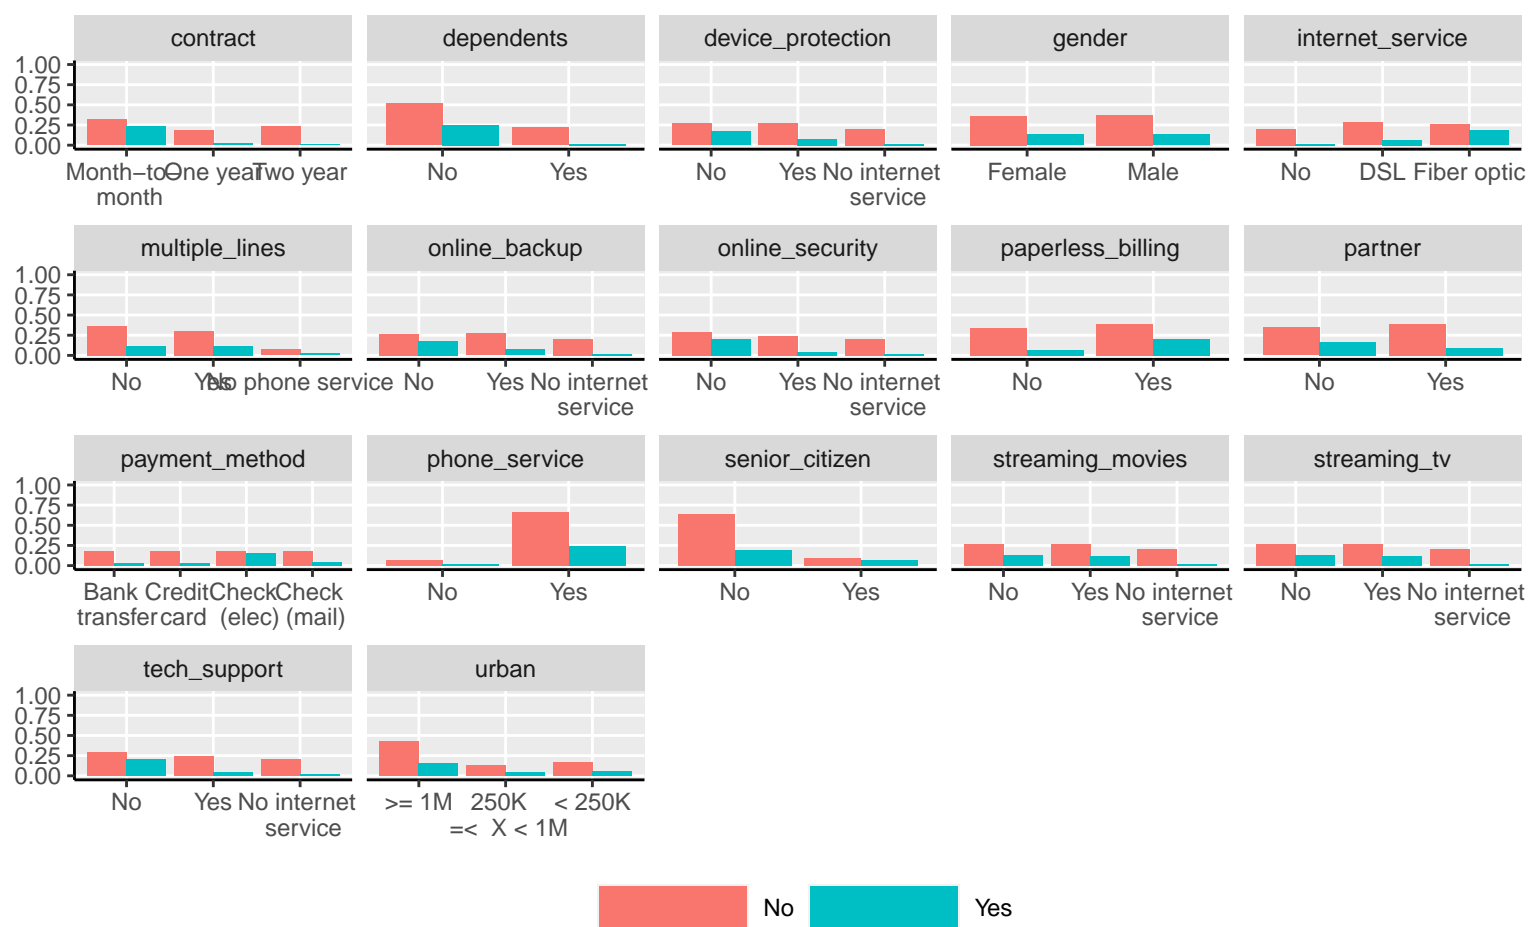 contract dependents device_protection gender internet_service
1.00
0.75
0.50
0.25
0.00
Month−to− One year Two year No Yes No Yes No internet Female Male No DSL Fiber optic
month service
multiple_lines online_backup online_security paperless_billing partner
1.00
0.75
0.50
0.25
0.00
No Yes No phone service No Yes No internet No Yes No internet No Yes No Yes
service service
payment_method phone_service senior_citizen streaming_movies streaming_tv
1.00
0.75
0.50
0.25
0.00
Bank Credit Check Check No Yes No Yes No Yes No internet No Yes No internet
transfer card (elec) (mail) service service
tech_support urban
1.00
0.75
0.50
0.25
0.00
No Yes No internet >= 1M 250K < 250K
service =< X < 1M
No Yes